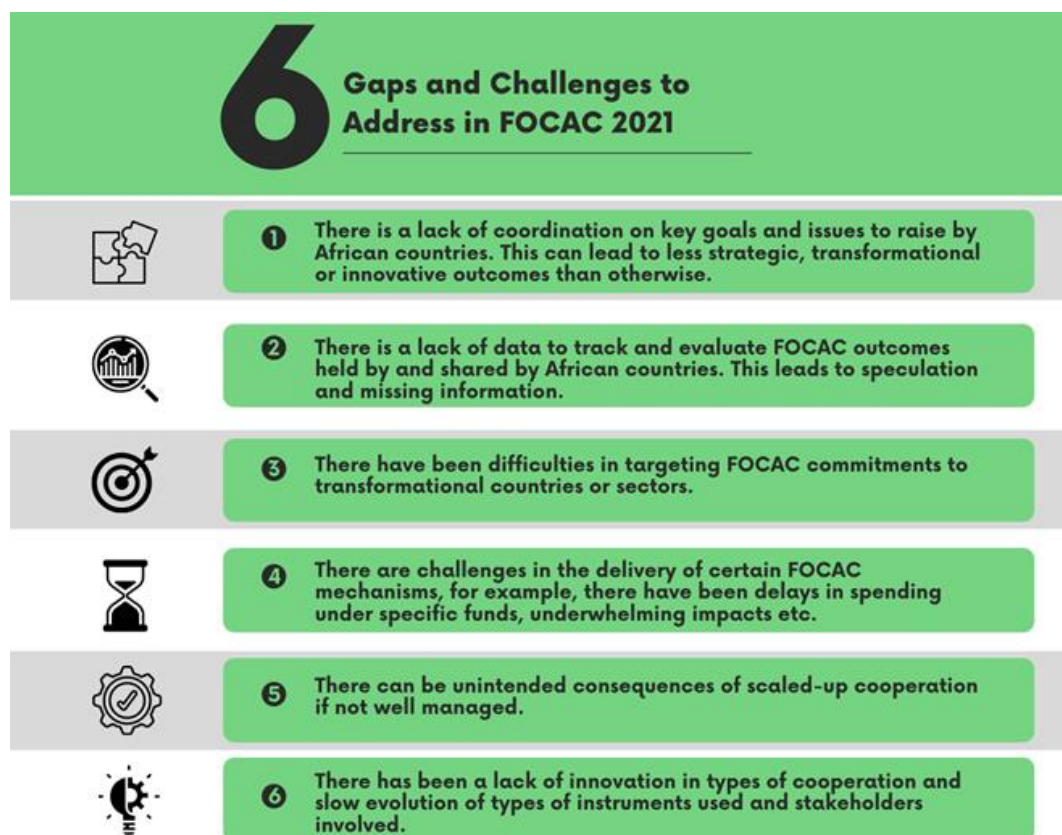 6
Gaps and Challenges to
Address in FOCAC 2021
1 There is a lack of coordination on key goals and issues to raise by
African countries. This can lead to less strategic, transformational
or innovative outcomes than otherwise.
2 There is a lack of data to track and evaluate FOCAC outcomes
held by and shared by African countries. This leads to speculation
and missing information.
3 There have been difficulties in targeting FOCAC commitments to
transformational countries or sectors.
4 There are challenges in the delivery of certain FOCAC
mechanisms, for example, there have been delays in spending
under specific funds, underwhelming impacts etc.
5 There can be unintended consequences of scaled-up cooperation
if not well managed.
6 There has been a lack of innovation in types of cooperation and
slow evolution of types of instruments used and stakeholders
involved.